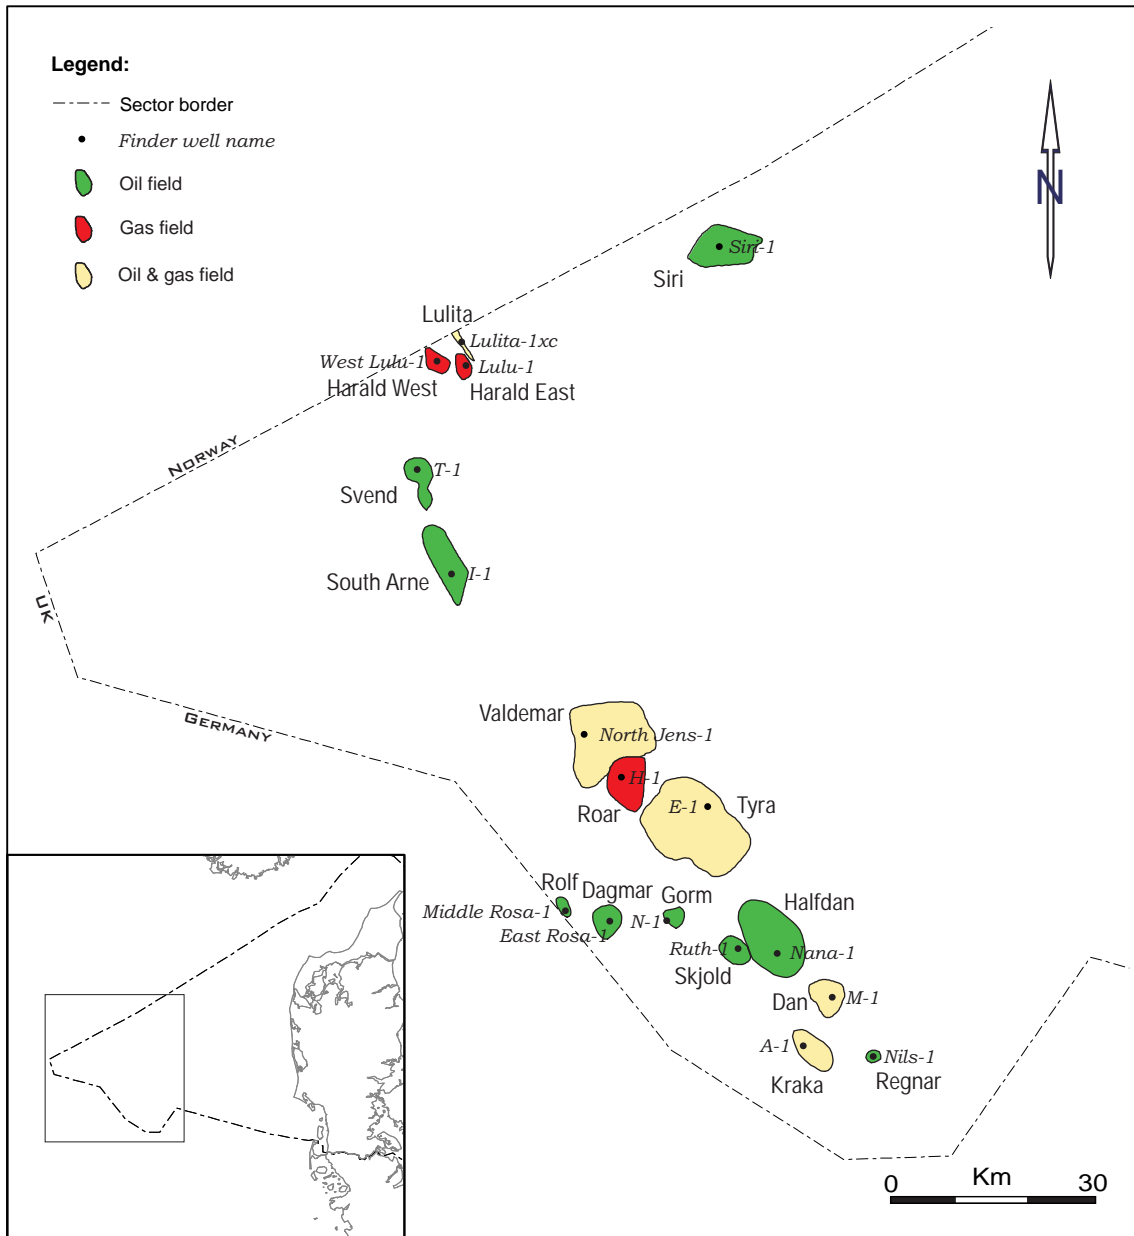 Legend:
Sector border
Finder well name
Oil field
Gas field
Oil & gas field
N
Siri-1
Siri
Lulita
Lulita-1xc
West Lulu-1
Lulu-1
Harald West
Harald East
Norway
T-1
Svend
I-1
South Arne
UK
Germany
Valdemar
North Jens-1
H-1
Roar
E-1
Tyra
Rolf
Dagmar
Gorm
Halfdan
Middle Rosa-1
East Rosa-1
N-1
Ruth-1
Nana-1
Skjold
Dan
M-1
A-1
Nils-1
Kraka
Regnar
0
Km
30